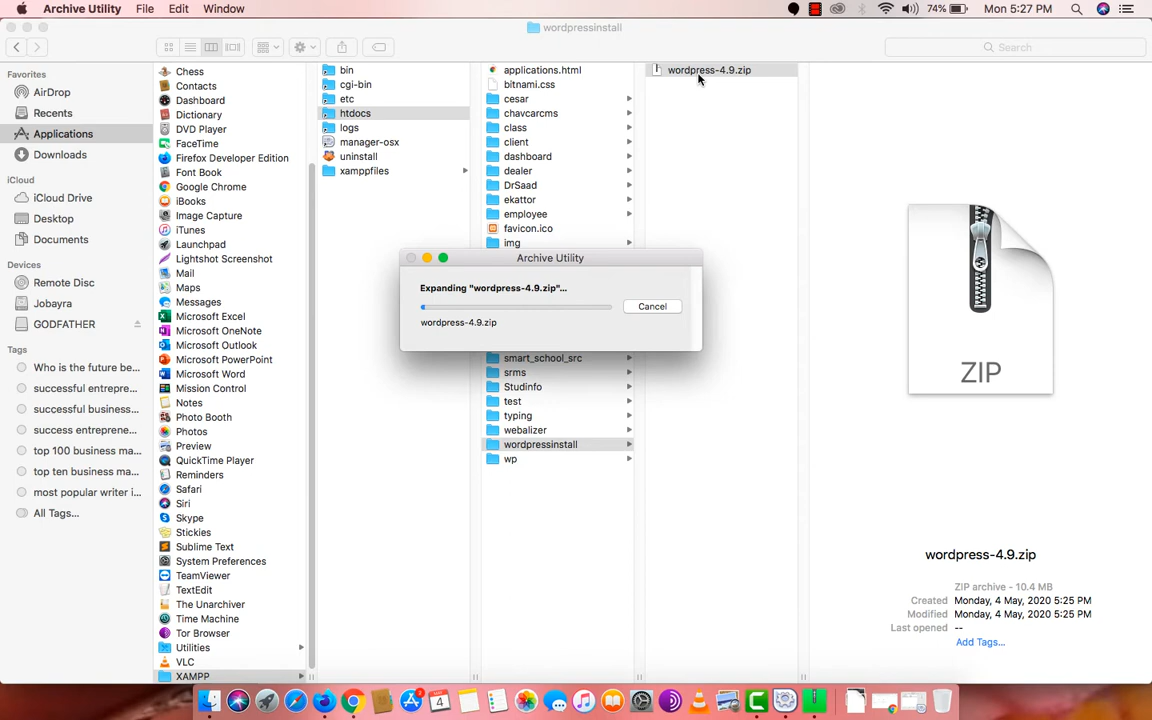 Archive Utility File Edit Window 74% Mon 5:27 PM
wordpressinstall
Search
Favorites
AirDrop
Recents
Applications
Downloads
iCloud
iCloud Drive
Desktop
Documents
Devices
Remote Disc
Jobayra
GODFATHER
Tags
Who is the future be...
successful entrepre...
successful business...
success entreprene...
top 100 business ma...
top ten business ma...
most popular writer i...
All Tags...
Chess
Contacts
Dashboard
Dictionary
DVD Player
FaceTime
Firefox Developer Edition
Font Book
Google Chrome
iBooks
Image Capture
iTunes
Launchpad
Lightshot Screenshot
Mail
Maps
Messages
Microsoft Excel
Microsoft OneNote
Microsoft Outlook
Microsoft PowerPoint
Microsoft Word
Mission Control
Notes
Photo Booth
Photos
Preview
QuickTime Player
Reminders
Safari
Siri
Skype
Stickies
Sublime Text
System Preferences
TeamViewer
TextEdit
The Unarchiver
Time Machine
Tor Browser
Utilities
VLC
XAMPP
bin
cgi-bin
etc
htdocs
logs
manager-osx
uninstall
xamppfiles
applications.html
bitnami.css
cesar
chavcarcms
class
client
dashboard
dealer
DrSaad
ekattor
employee
favicon.ico
img
smart_school_src
srms
Studinfo
test
typing
webalizer
wordpressinstall
wp
wordpress-4.9.zip
Archive Utility
Expanding "wordpress-4.9.zip"...
Cancel
wordpress-4.9.zip
ZIP
wordpress-4.9.zip
ZIP archive - 10.4 MB
Created Monday, 4 May, 2020 5:25 PM
Modified Monday, 4 May, 2020 5:25 PM
Last opened --
Add Tags...